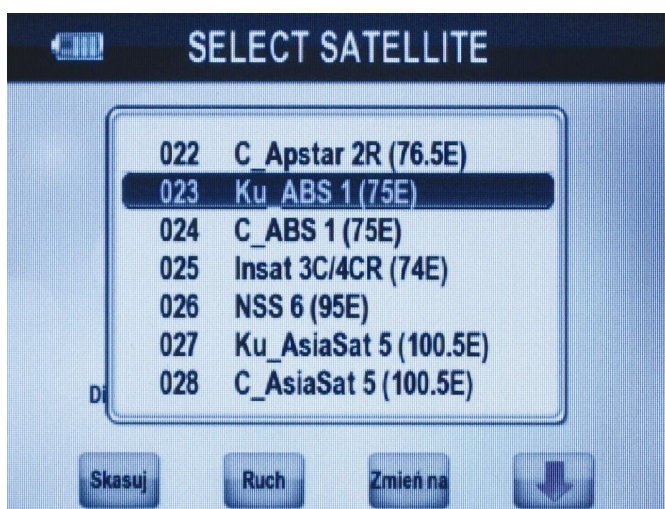 SELECT SATELLITE
022 C_Apstar 2R (76.5E)
023 Ku_ABS 1 (75E)
024 C_ABS 1 (75E)
025 Insat 3C/4CR (74E)
026 NSS 6 (95E)
027 Ku_AsiaSat 5 (100.5E)
028 C_AsiaSat 5 (100.5E)
Di
Skasuj Ruch Zmień na